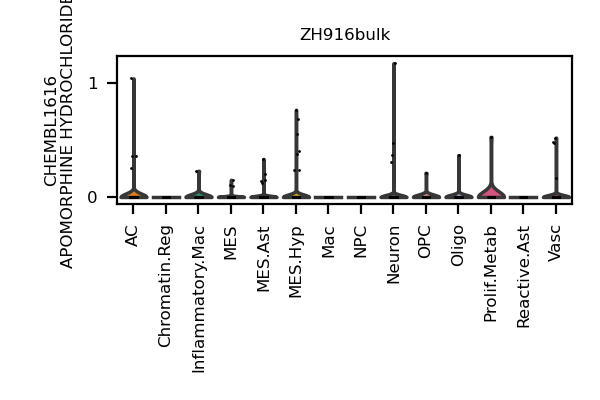 ZH916bulk
CHEMBL1616
APOMORPHINE HYDROCHLORIDE
1
0
AC
Chromatin.Reg
Inflammatory.Mac
MES
MES.Ast
MES.Hyp
Mac
NPC
Neuron
OPC
Oligo
Prolif.Metab
Reactive.Ast
Vasc